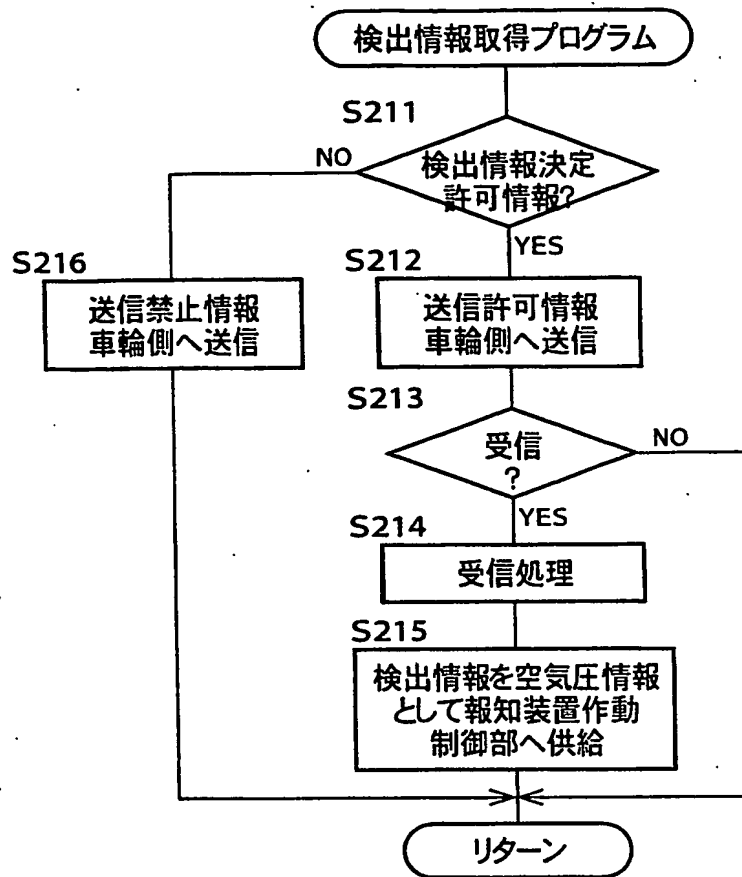 検出情報取得プログラム
S211
NO
検出情報決定
許可情報?
YES
S216
送信禁止情報
車輪側へ送信
S212
送信許可情報
車輪側へ送信
S213
受信
?
NO
YES
S214
受信処理
S215
検出情報を空気圧情報
として報知装置作動
制御部へ供給
リターン